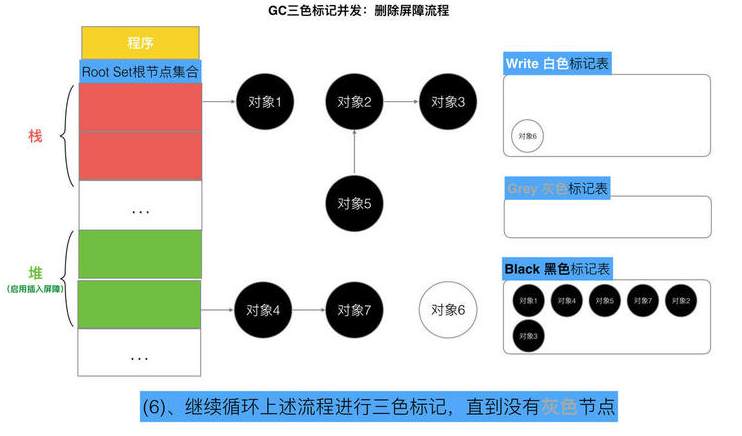 GC三色标记并发：删除屏障流程
程序
Root Set根节点集合
栈
...
堆
(启用插入屏障)
...
对象1
对象2
对象3
对象5
对象4
对象7
对象6
Write 白色标记表
对象6
Grey 灰色标记表
Black 黑色标记表
对象1 对象4 对象5 对象7 对象2
对象3
(6)、继续循环上述流程进行三色标记，直到没有灰色节点